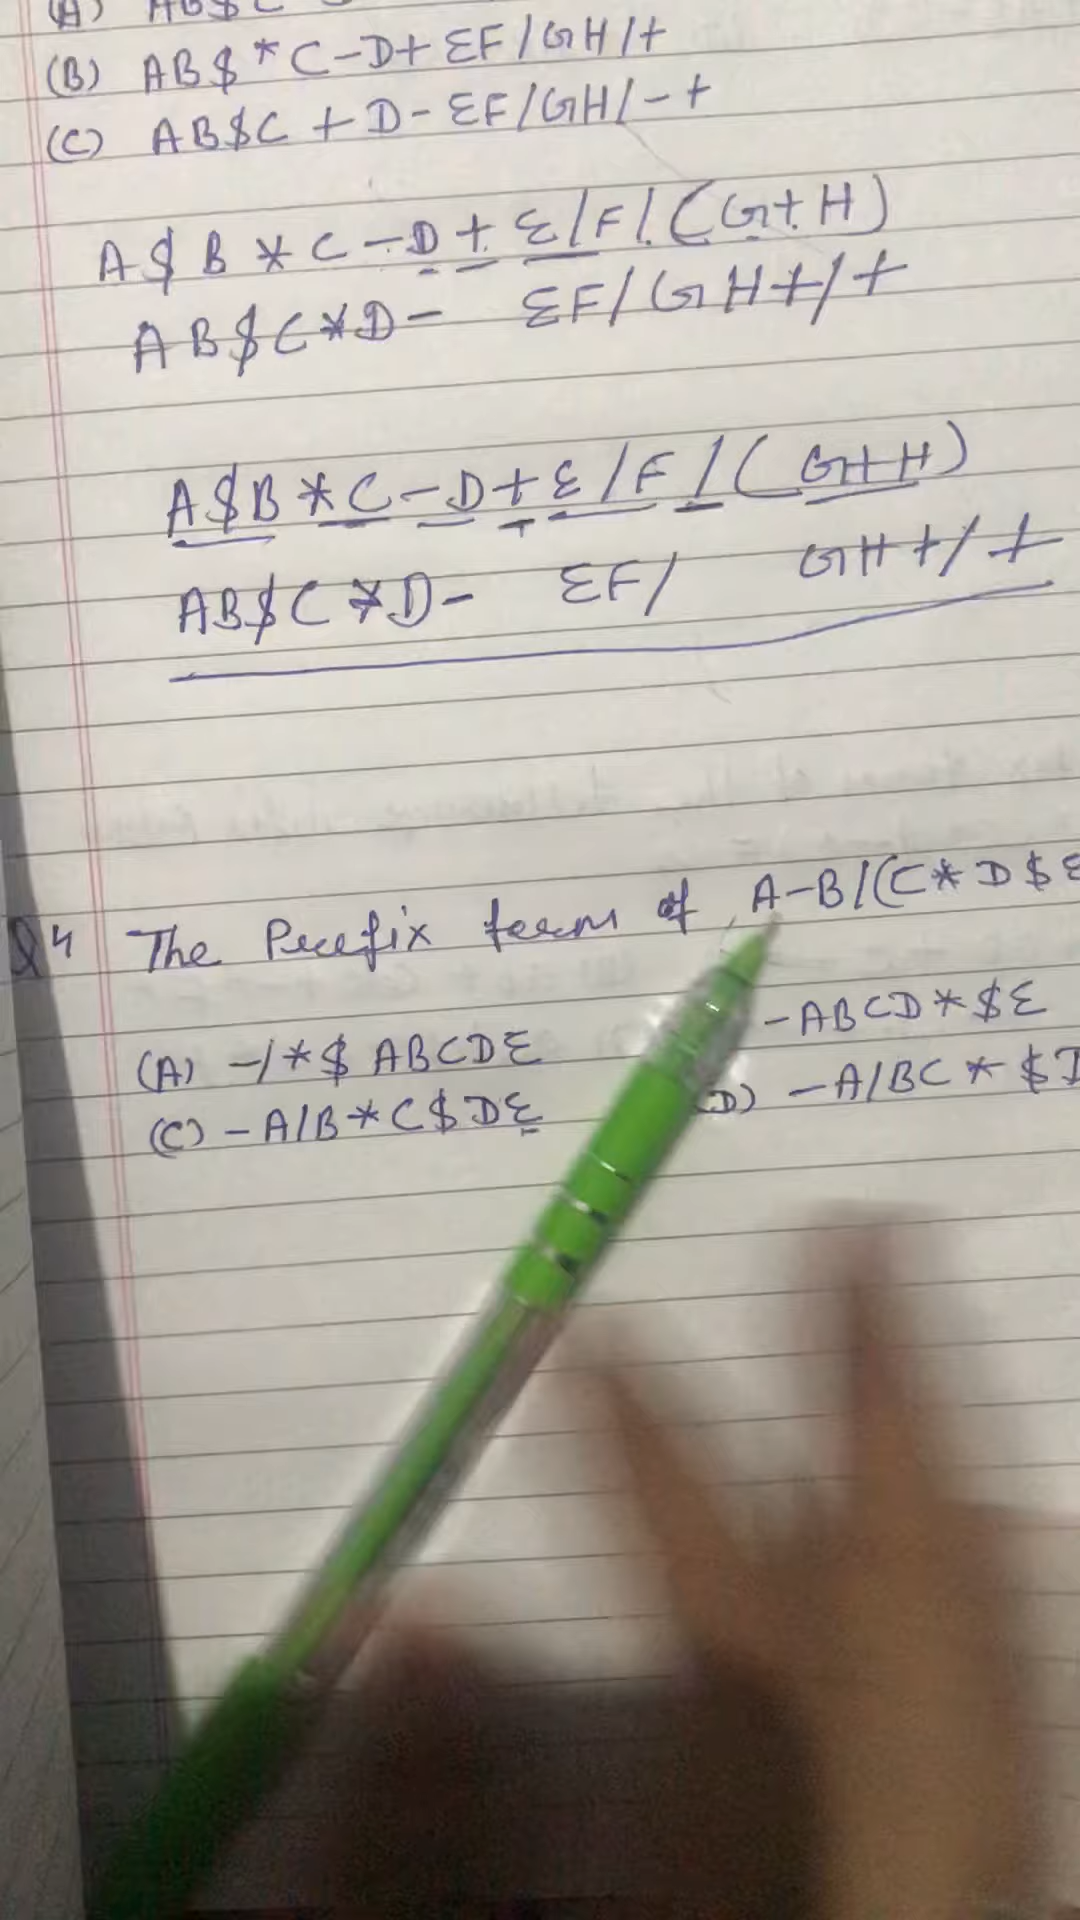 (A) AB$C
(B) AB$*C-D+EF/GH/+
(C) AB$C+D-EF/GH/-+
A$B*C-D+E/F/(G+H)
AB$C*D- EF/GH+/+
A$B*C-D+E/F/(G+H)
AB$C*D- EF/ GH+/+
Q4 The Prefix form of A-B/(C*D$E
(A) -/*$ABCDE -ABCD*$E
(C) -A/B*C$DE (D) -A/BC*$D